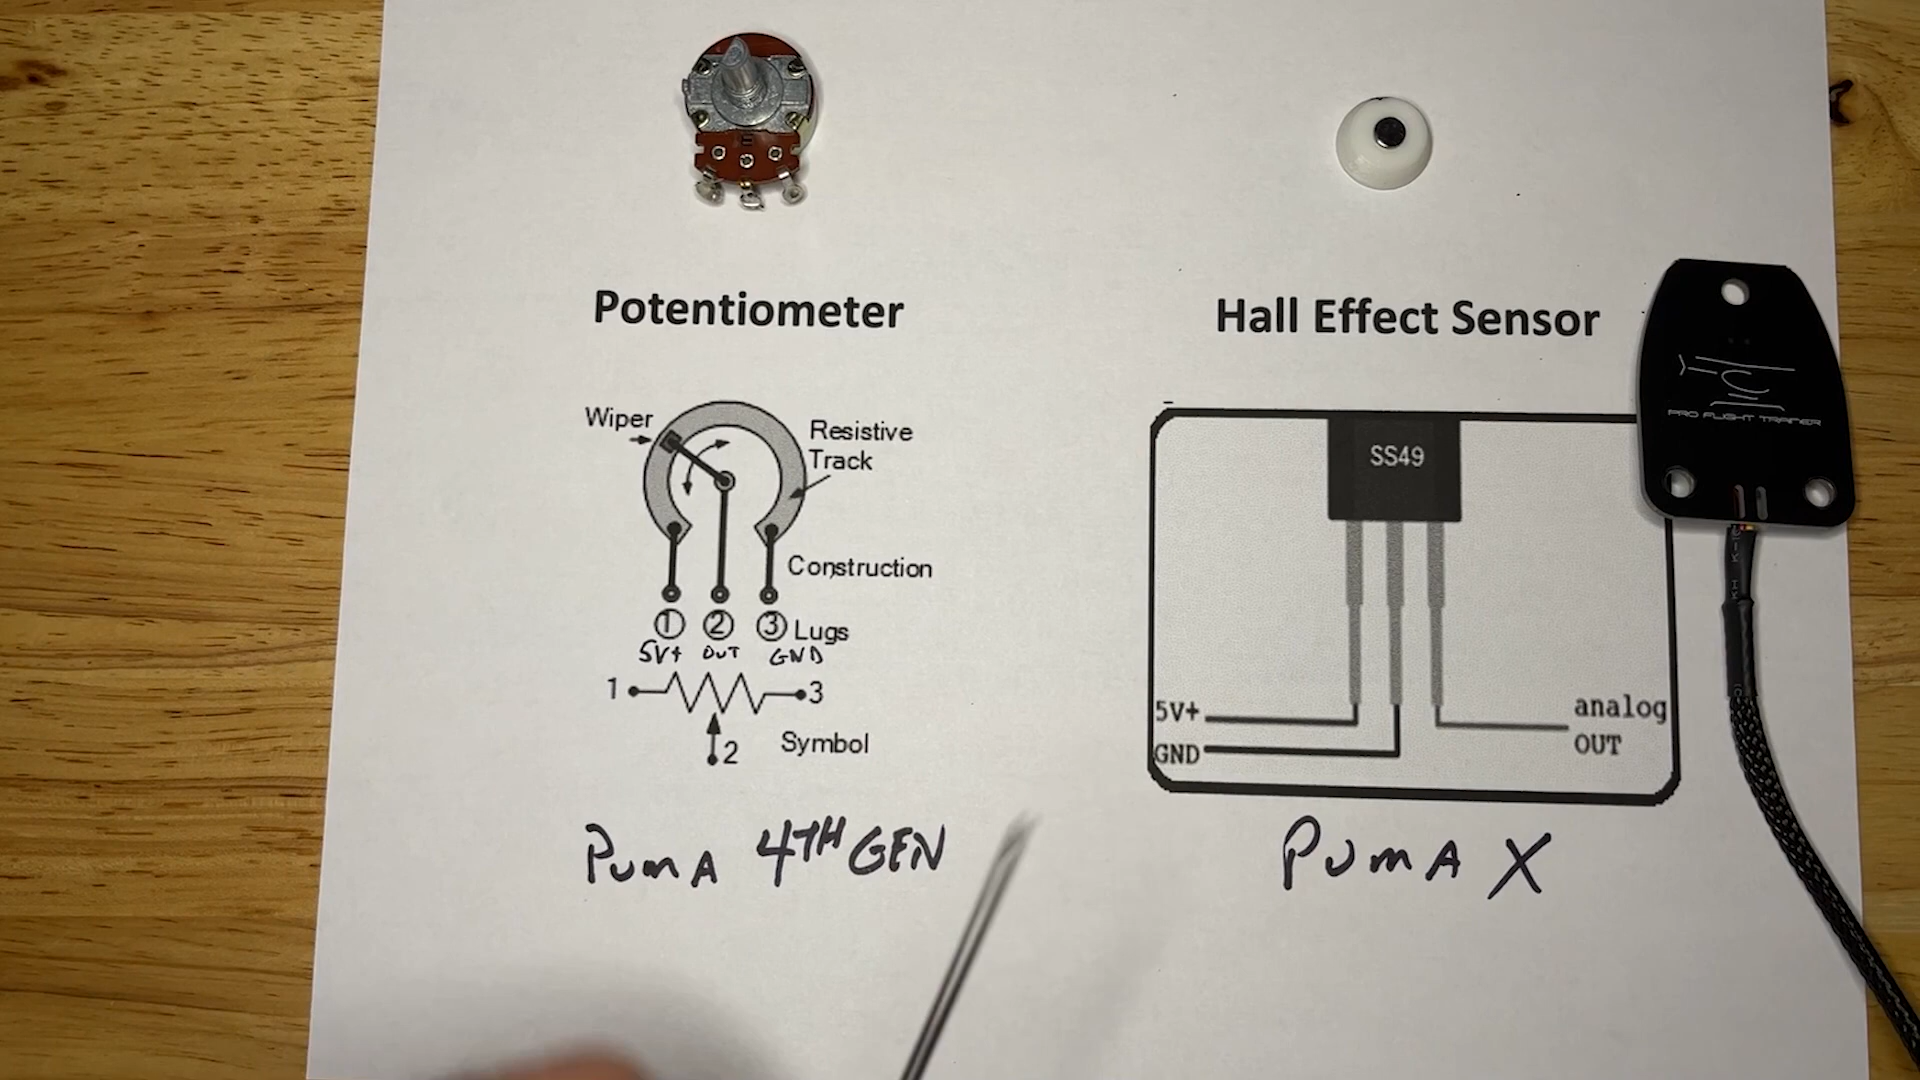 Potentiometer
Wiper
Resistive
Track
Construction
1 2 3 Lugs
5V+ OUT GND
1 3
2 Symbol
PUMA 4TH GEN
Hall Effect Sensor
SS49
5V+
GND
analog
OUT
PUMA X
PRO FLIGHT TRAINER